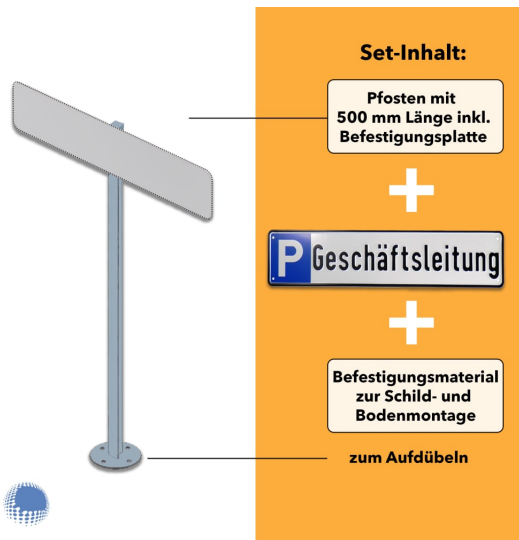 Set-Inhalt:
Pfosten mit
500 mm Länge inkl.
Befestigungsplatte
+
P Geschäftsleitung
+
Befestigungsmaterial
zur Schild- und
Bodenmontage
zum Aufdübeln